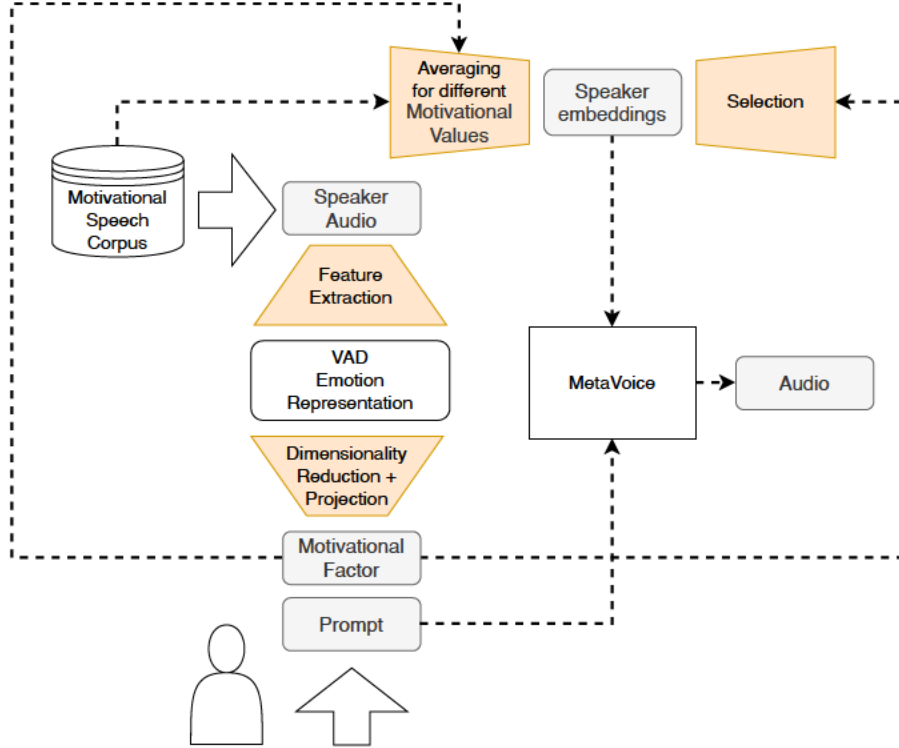 Averaging
for different
Motivational
Values
Speaker
embeddings
Selection
Motivational
Speech
Corpus
Speaker
Audio
Feature
Extraction
VAD
Emotion
Representation
MetaVoice
Audio
Dimensionality
Reduction +
Projection
Motivational
Factor
Prompt